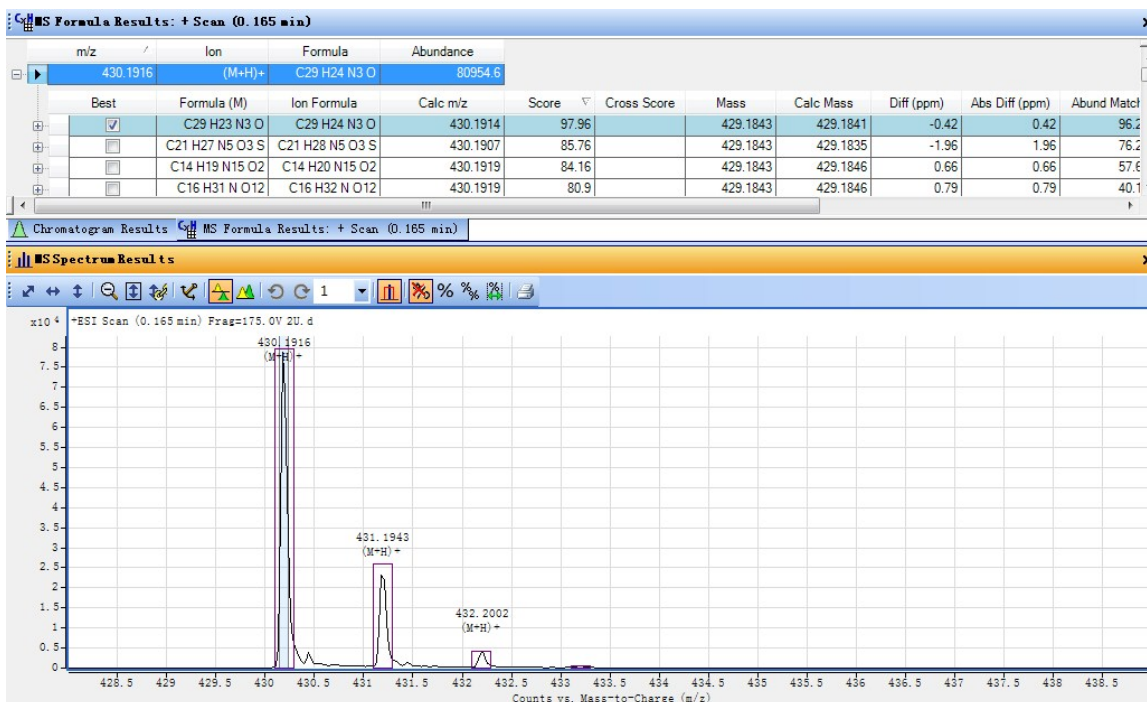 MS Formula Results: + Scan (0.165 min)
m/z Ion Formula Abundance
430.1916 (M+H)+ C29 H24 N3 O 80954.6
Best Formula (M) Ion Formula Calc m/z Score Cross Score Mass Calc Mass Diff (ppm) Abs Diff (ppm) Abund Match
C29 H23 N3 O C29 H24 N3 O 430.1914 97.96 429.1843 429.1841 -0.42 0.42 96.2
C21 H27 N5 O3 S C21 H28 N5 O3 S 430.1907 85.76 429.1843 429.1835 -1.96 1.96 76.2
C14 H19 N15 O2 C14 H20 N15 O2 430.1919 84.16 429.1843 429.1846 0.66 0.66 57.6
C16 H31 N O12 C16 H32 N O12 430.1919 80.9 429.1843 429.1846 0.79 0.79 40.1
Chromatogram Results MS Formula Results: + Scan (0.165 min)
MS Spectrum Results
1
x10 4 +ESI Scan (0.165 min) Frag=175.0V 2U.d
430.1916
(M+H)+
431.1943
(M+H)+
432.2002
(M+H)+
8
7.5
7
6.5
6
5.5
5
4.5
4
3.5
3
2.5
2
1.5
1
0.5
0
428.5 429 429.5 430 430.5 431 431.5 432 432.5 433 433.5 434 434.5 435 435.5 436 436.5 437 437.5 438 438.5
Counts vs. Mass-to-Charge (m/z)